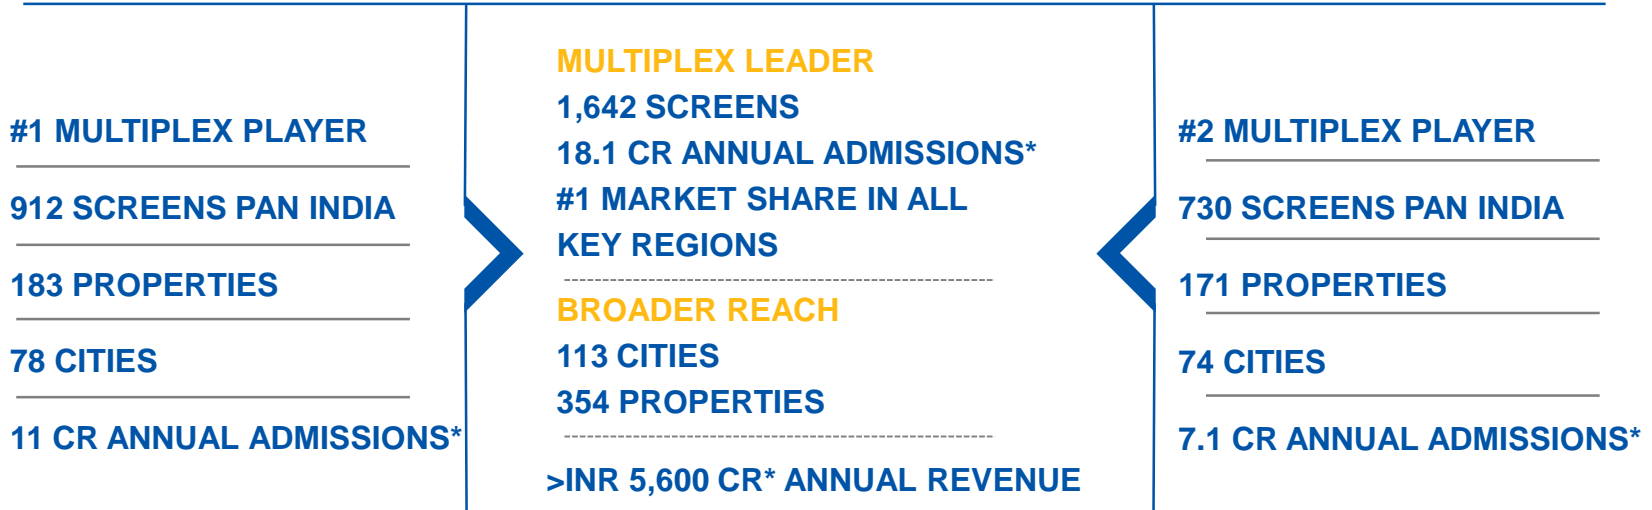 #1 MULTIPLEX PLAYER
912 SCREENS PAN INDIA
183 PROPERTIES
78 CITIES
11 CR ANNUAL ADMISSIONS*
MULTIPLEX LEADER
1,642 SCREENS
18.1 CR ANNUAL ADMISSIONS*
#1 MARKET SHARE IN ALL
KEY REGIONS
BROADER REACH
113 CITIES
354 PROPERTIES
>INR 5,600 CR* ANNUAL REVENUE
#2 MULTIPLEX PLAYER
730 SCREENS PAN INDIA
171 PROPERTIES
74 CITIES
7.1 CR ANNUAL ADMISSIONS*